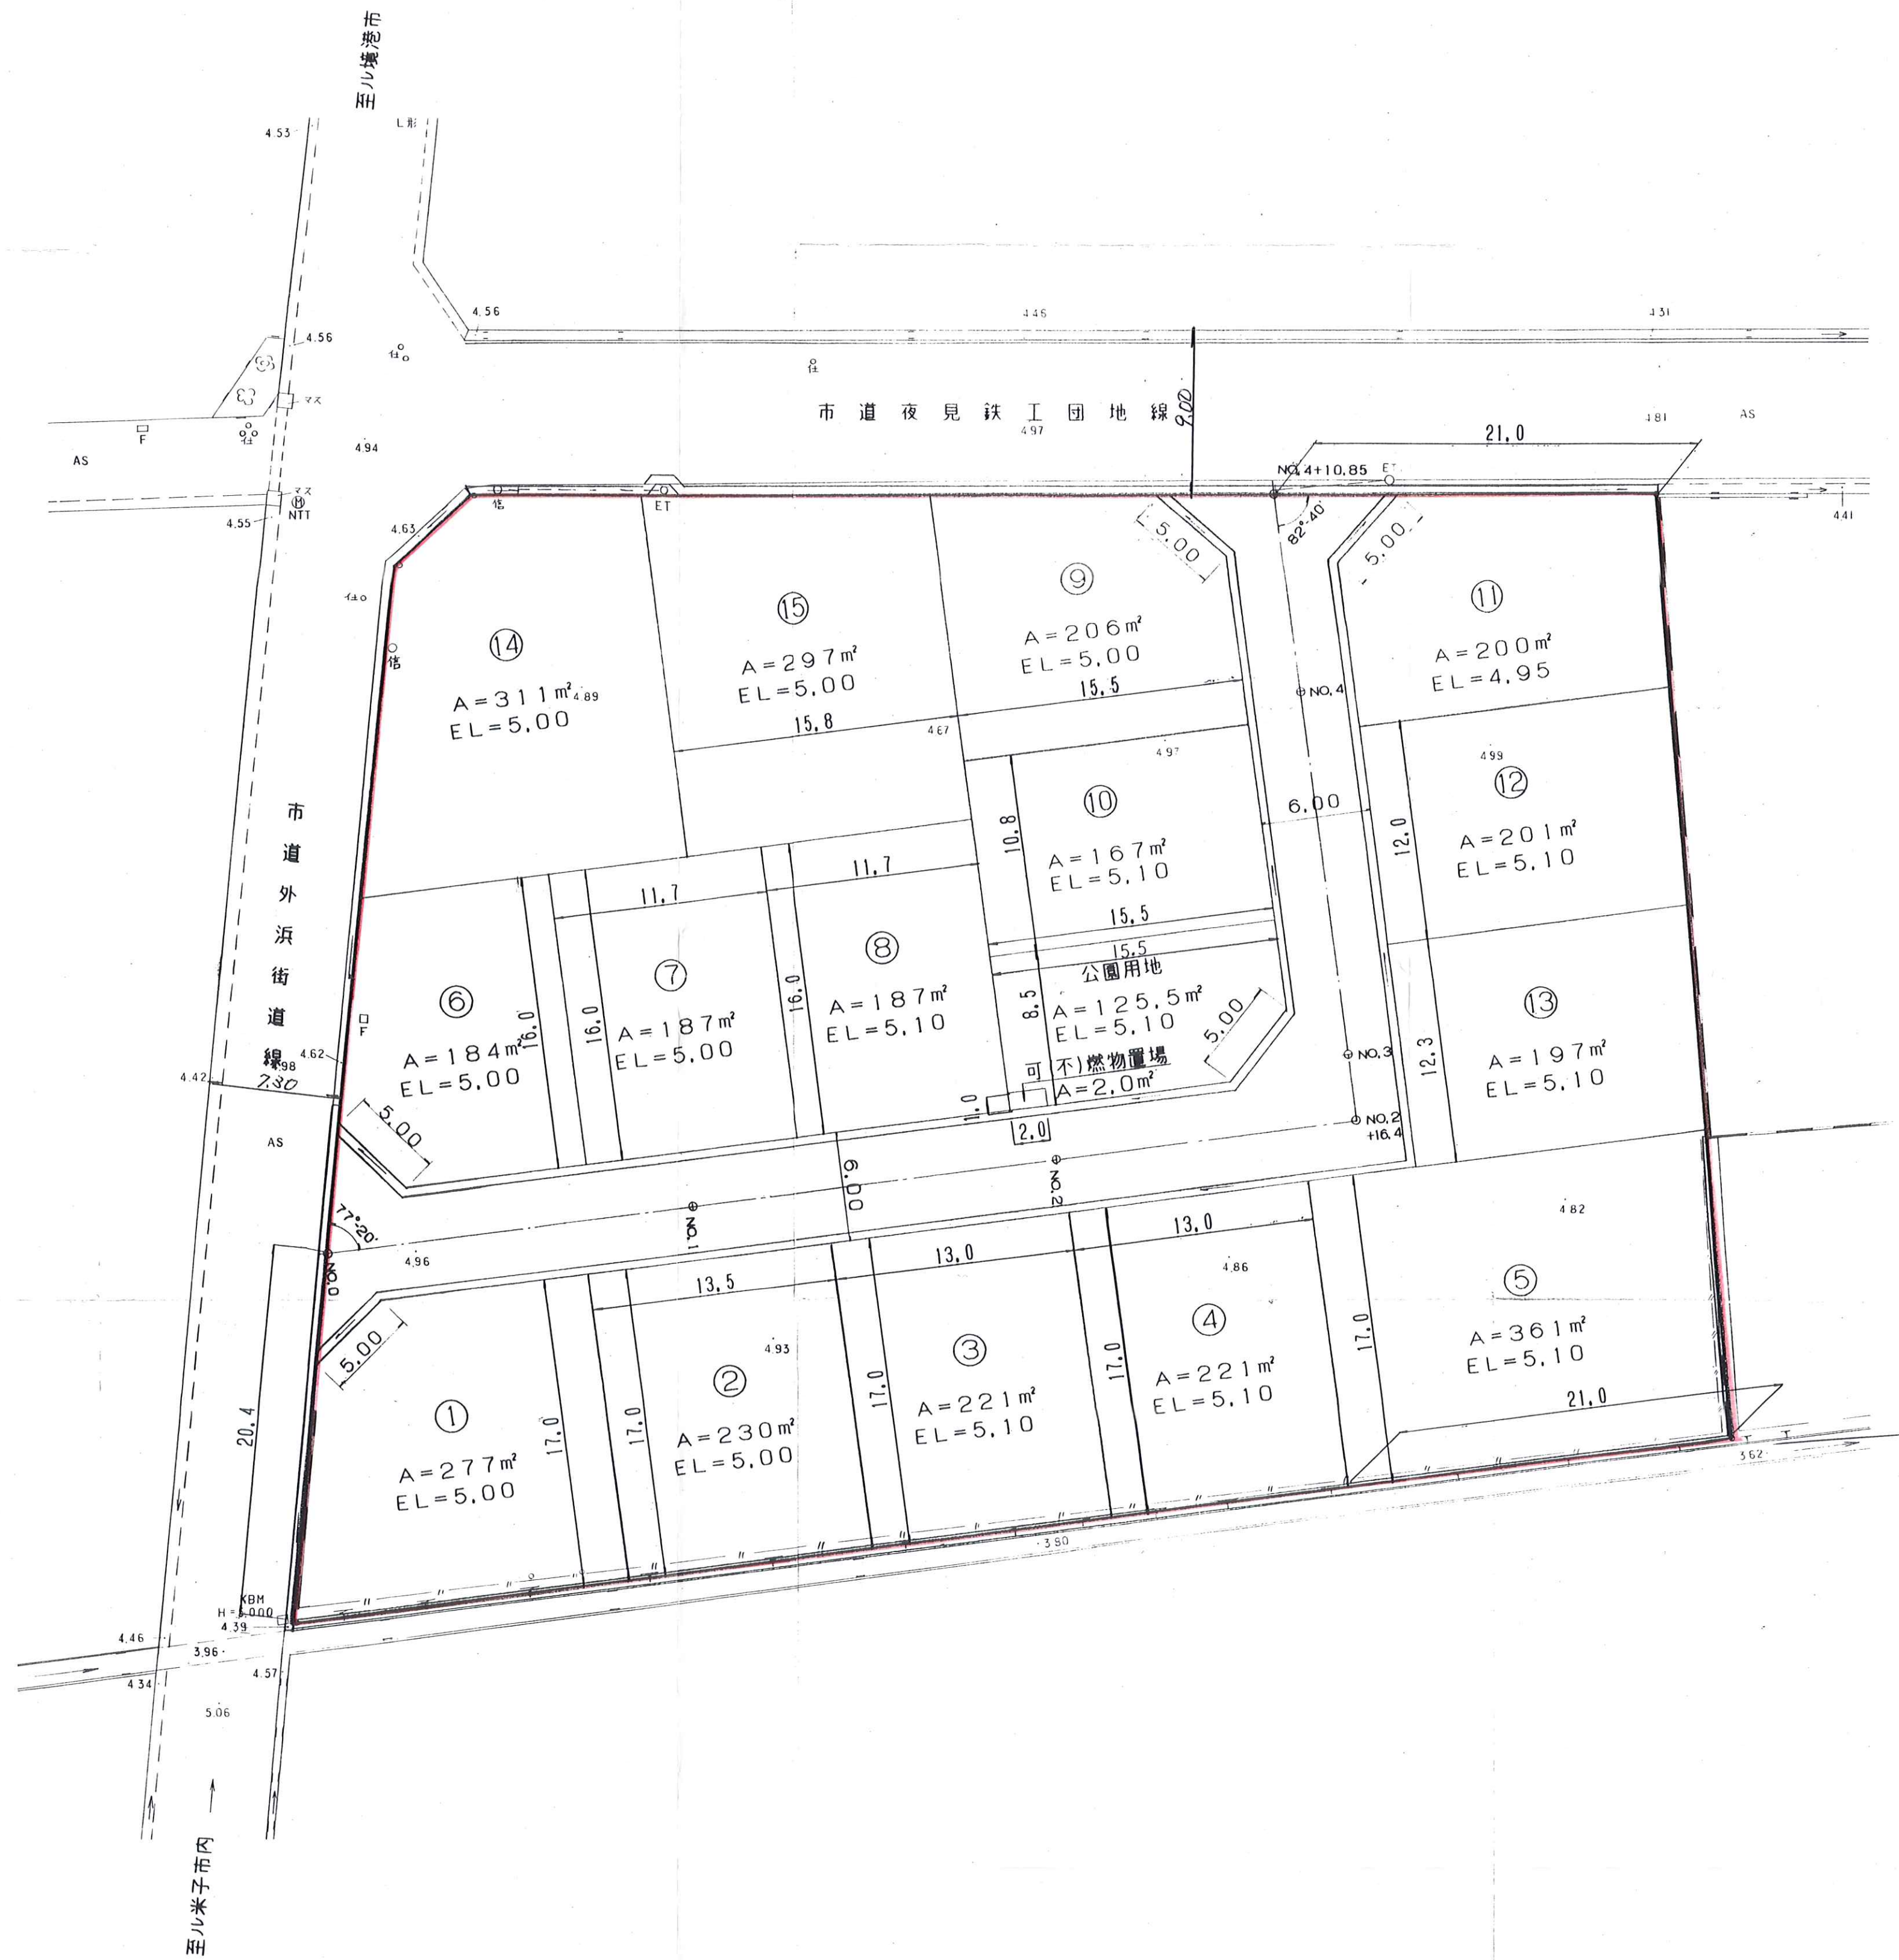 至ル境港市
4.53
L形
4.56
4.46
4.31
4.56
マス
市道夜見鉄工団地線
9.00
4.97
4.81
AS
F
4.94
AS
21.0
NO.4+10.85
ET
マス
M
NTT
4.55
4.63
ET
82°-40'
5.00
5.00
4.41
⑭
A=311m²
4.89
EL=5.00
⑮
A=297m²
EL=5.00
15.8
4.67
⑨
A=206m²
EL=5.00
15.5
NO.4
⑪
A=200m²
EL=4.95
4.97
⑩
10.8
A=167m²
EL=5.10
15.5
6.00
4.99
⑫
12.0
A=201m²
EL=5.10
市道外浜街道線
4.62
4.98
4.42
7.30
AS
F
⑥
A=184m²
EL=5.00
16.0
5.00
11.7
⑦
16.0
A=187m²
EL=5.00
11.7
⑧
16.0
A=187m²
EL=5.10
15.5
公園用地
8.5
A=125.5m²
EL=5.10
5.00
可(不)燃物置場
A=2.0m²
1.0
2.0
NO.3
NO.2
+16.4
⑬
12.3
A=197m²
EL=5.10
77°-20'
NO.0
4.96
NO.1
6.00
NO.2
20.4
5.00
①
A=277m²
EL=5.00
17.0
13.5
4.93
②
17.0
A=230m²
EL=5.00
13.0
③
17.0
A=221m²
EL=5.10
13.0
4.86
④
17.0
A=221m²
EL=5.10
4.82
⑤
17.0
A=361m²
EL=5.10
21.0
T
T
3.62
3.90
KBM
H=5.000
4.39
4.46
3.96
4.34
4.57
5.06
至ル米子市内